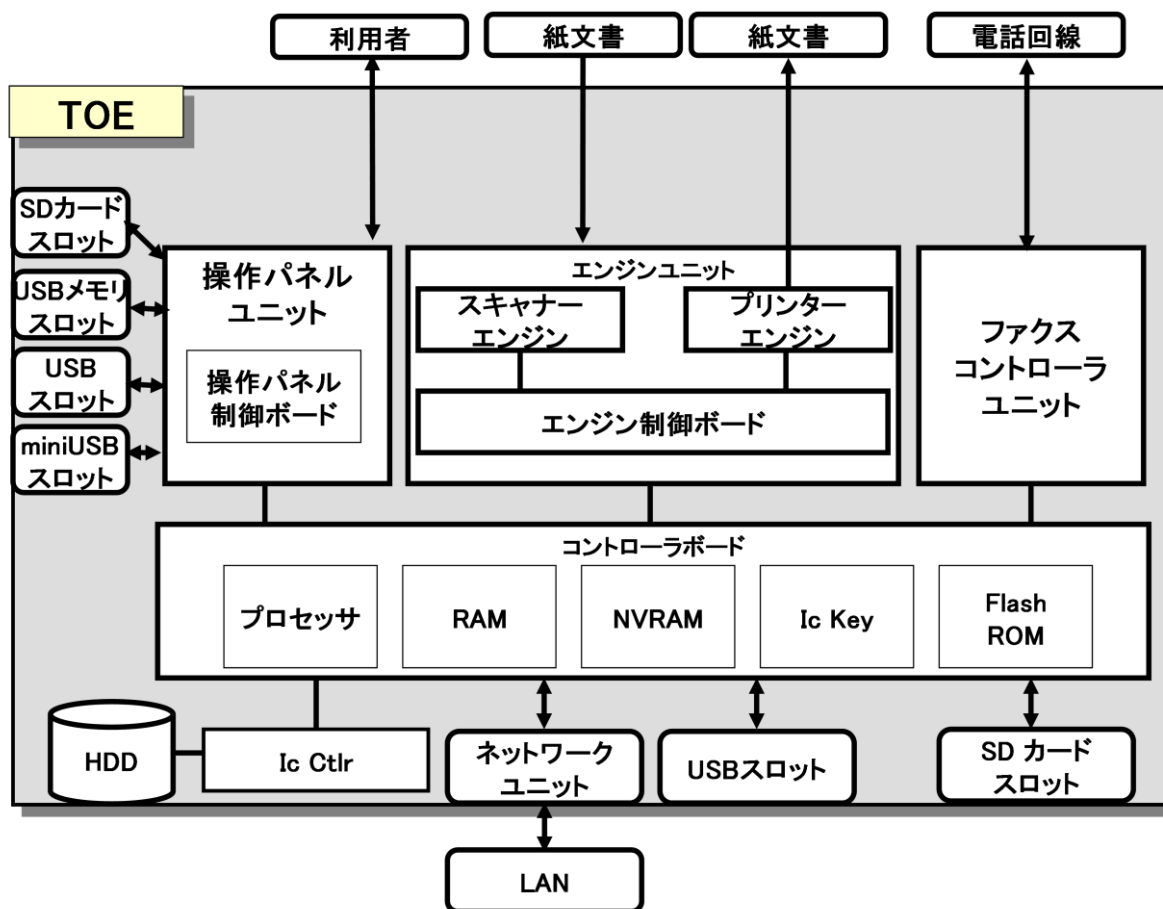 利用者
紙文書
紙文書
電話回線
TOE
SDカード
スロット
USBメモリ
スロット
USB
スロット
miniUSB
スロット
操作パネル
ユニット
操作パネル
制御ボード
エンジンユニット
スキャナー
エンジン
プリンター
エンジン
エンジン制御ボード
ファクス
コントローラ
ユニット
コントローラボード
プロセッサ
RAM
NVRAM
Ic Key
Flash
ROM
HDD
Ic Ctlr
ネットワーク
ユニット
USBスロット
SD カード
スロット
LAN